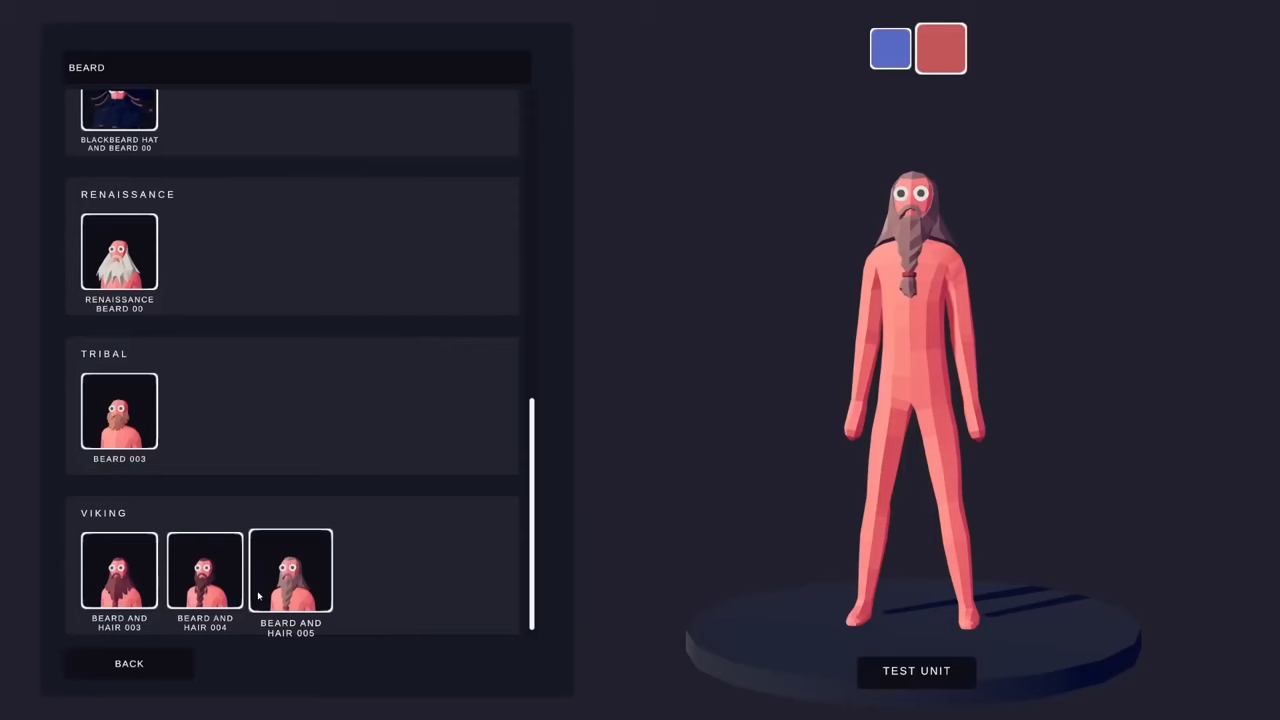 BEARD
BLACKBEARD HAT
AND BEARD 00
RENAISSANCE
RENAISSANCE
BEARD 00
TRIBAL
BEARD 003
VIKING
BEARD AND
HAIR 003
BEARD AND
HAIR 004
BEARD AND
HAIR 005
BACK
TEST UNIT